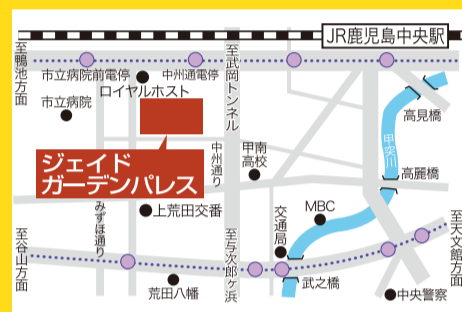 JR鹿児島中央駅
至鴨池方面
市立病院前電停
中州通電停
至武岡トンネル
ロイヤルホスト
市立病院
高見橋
甲突川
ジェイド
ガーデンパレス
中州通り
甲南
高校
高麗橋
みずほ通り
上荒田交番
交通局
MBC
至谷山方面
至与次郎ヶ浜
至天文館方面
荒田八幡
武之橋
中央警察